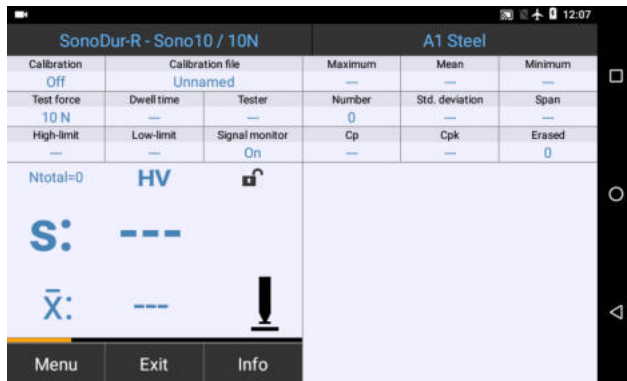 12:07
SonoDur-R - Sono10 / 10N A1 Steel
Calibration Calibration file Maximum Mean Minimum
Off Unnamed --- --- ---
Test force Dwell time Tester Number Std. deviation Span
10 N --- --- 0 --- ---
High-limit Low-limit Signal monitor Cp Cpk Erased
--- --- On --- --- 0
Ntotal=0 HV
s: ---
x̄: ---
Menu Exit Info